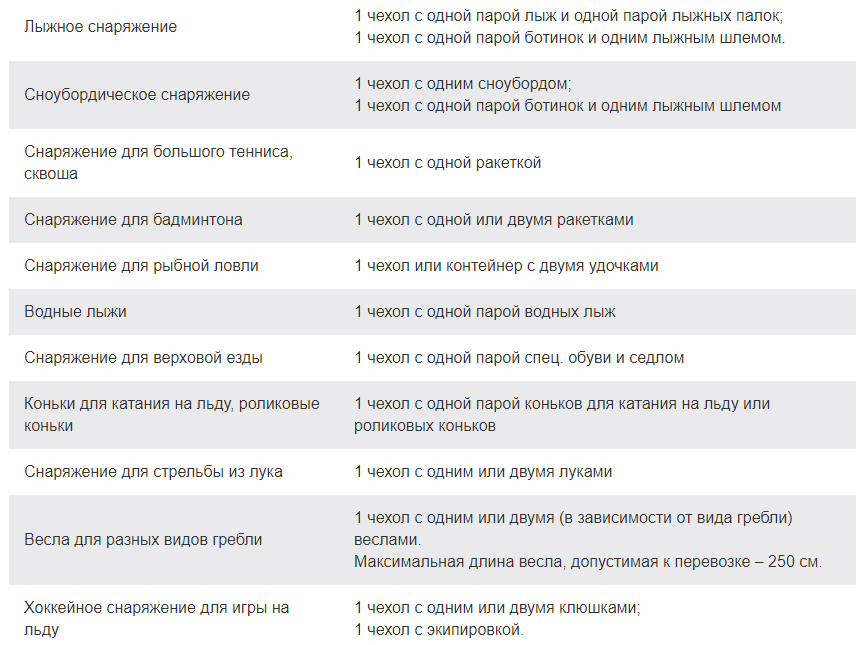 Лыжное снаряжение
1 чехол с одной парой лыж и одной парой лыжных палок;
1 чехол с одной парой ботинок и одним лыжным шлемом.
Сноубордическое снаряжение
1 чехол с одним сноубордом;
1 чехол с одной парой ботинок и одним лыжным шлемом
Снаряжение для большого тенниса,
сквоша
1 чехол с одной ракеткой
Снаряжение для бадминтона
1 чехол с одной или двумя ракетками
Снаряжение для рыбной ловли
1 чехол или контейнер с двумя удочками
Водные лыжи
1 чехол с одной парой водных лыж
Снаряжение для верховой езды
1 чехол с одной парой спец. обуви и седлом
Коньки для катания на льду, роликовые
коньки
1 чехол с одной парой коньков для катания на льду или
роликовых коньков
Снаряжение для стрельбы из лука
1 чехол с одним или двумя луками
Весла для разных видов гребли
1 чехол с одним или двумя (в зависимости от вида гребли)
веслами.
Максимальная длина весла, допустимая к перевозке – 250 см.
Хоккейное снаряжение для игры на
льду
1 чехол с одним или двумя клюшками;
1 чехол с экипировкой.